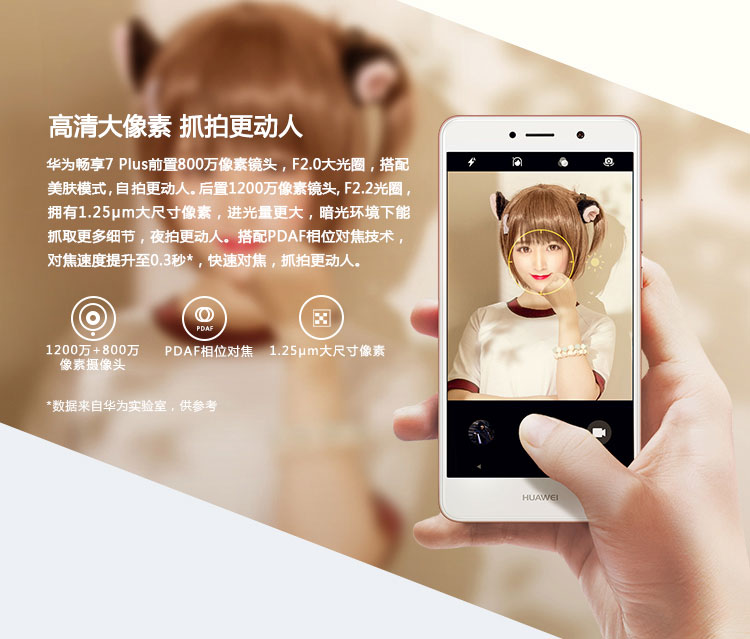 高清大像素 抓拍更动人
华为畅享7 Plus前置800万像素镜头，F2.0大光圈，搭配
美肤模式，自拍更动人。后置1200万像素镜头，F2.2光圈，
拥有1.25μm大尺寸像素，进光量更大，暗光环境下能
抓取更多细节，夜拍更动人。搭配PDAF相位对焦技术，
对焦速度提升至0.3秒*，快速对焦，抓拍更动人。
PDAF
1200万+800万
像素摄像头
PDAF相位对焦
1.25μm大尺寸像素
*数据来自华为实验室，供参考
HUAWEI